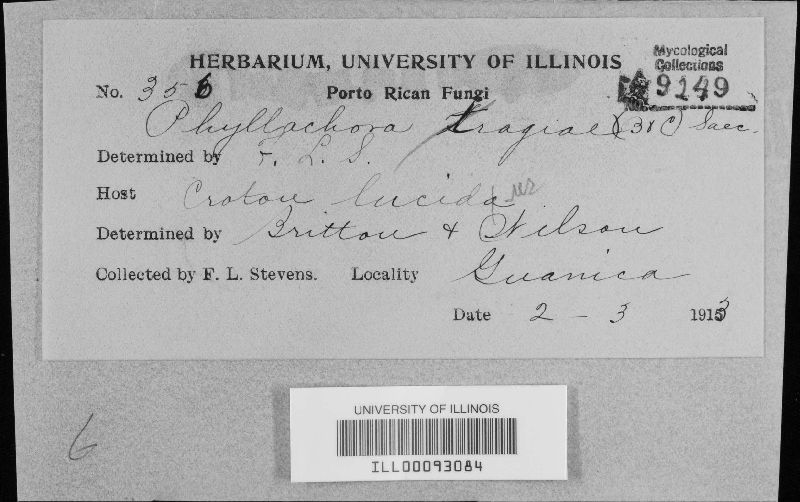 HERBARIUM, UNIVERSITY OF ILLINOIS
Mycological
Collections
9149
No. 356
Porto Rican Fungi
Phyllachora tragiae (B & C) Sacc.
Determined by F. L. S.
Host Croton lucida us
Determined by Britton & Wilson
Collected by F. L. Stevens. Locality Guanica
Date 2 - 3 1913
6
UNIVERSITY OF ILLINOIS
ILL00093084